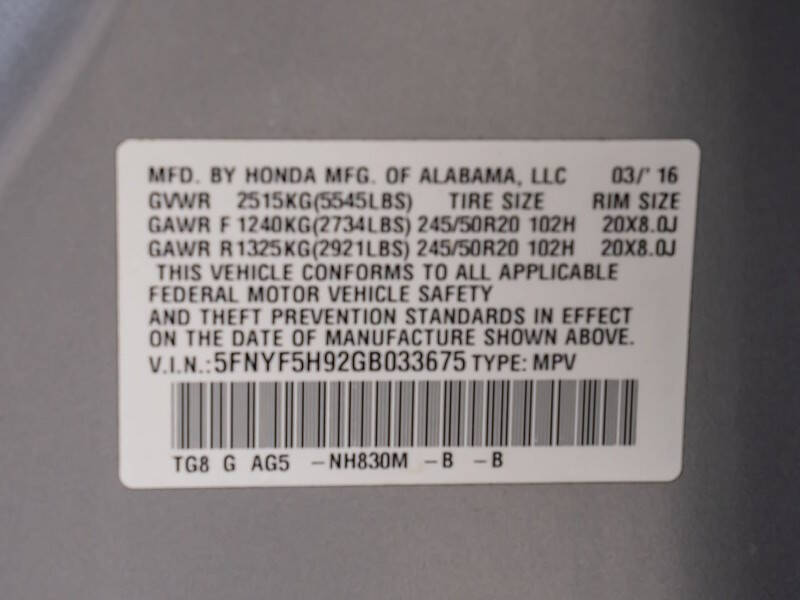 MFD. BY HONDA MFG. OF ALABAMA, LLC 03/'16
GVWR 2515KG(5545LBS) TIRE SIZE RIM SIZE
GAWR F 1240KG(2734LBS) 245/50R20 102H 20X8.0J
GAWR R 1325KG(2921LBS) 245/50R20 102H 20X8.0J
THIS VEHICLE CONFORMS TO ALL APPLICABLE
FEDERAL MOTOR VEHICLE SAFETY
AND THEFT PREVENTION STANDARDS IN EFFECT
ON THE DATE OF MANUFACTURE SHOWN ABOVE.
V.I.N.:5FNYF5H92GB033675 TYPE: MPV
TG8 G AG5 -NH830M -B -B